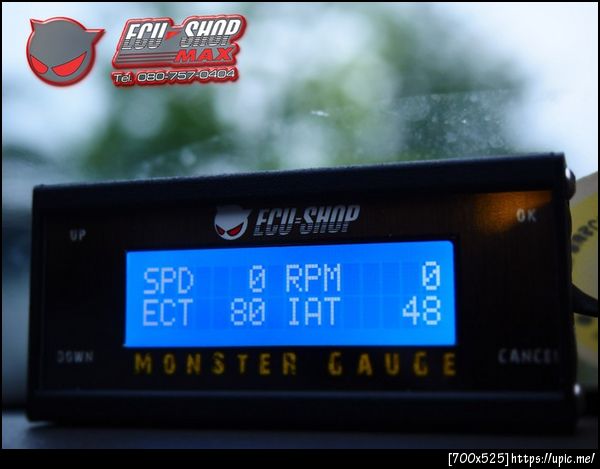 ECU-SHOP
MAX
Tel. 080-757-0404
ECU-SHOP
UP
OK
SPD 0 RPM 0
ECT 80 IAT 48
DOWN
CANCEL
MONSTER GAUGE
[700x525]https://upic.me/